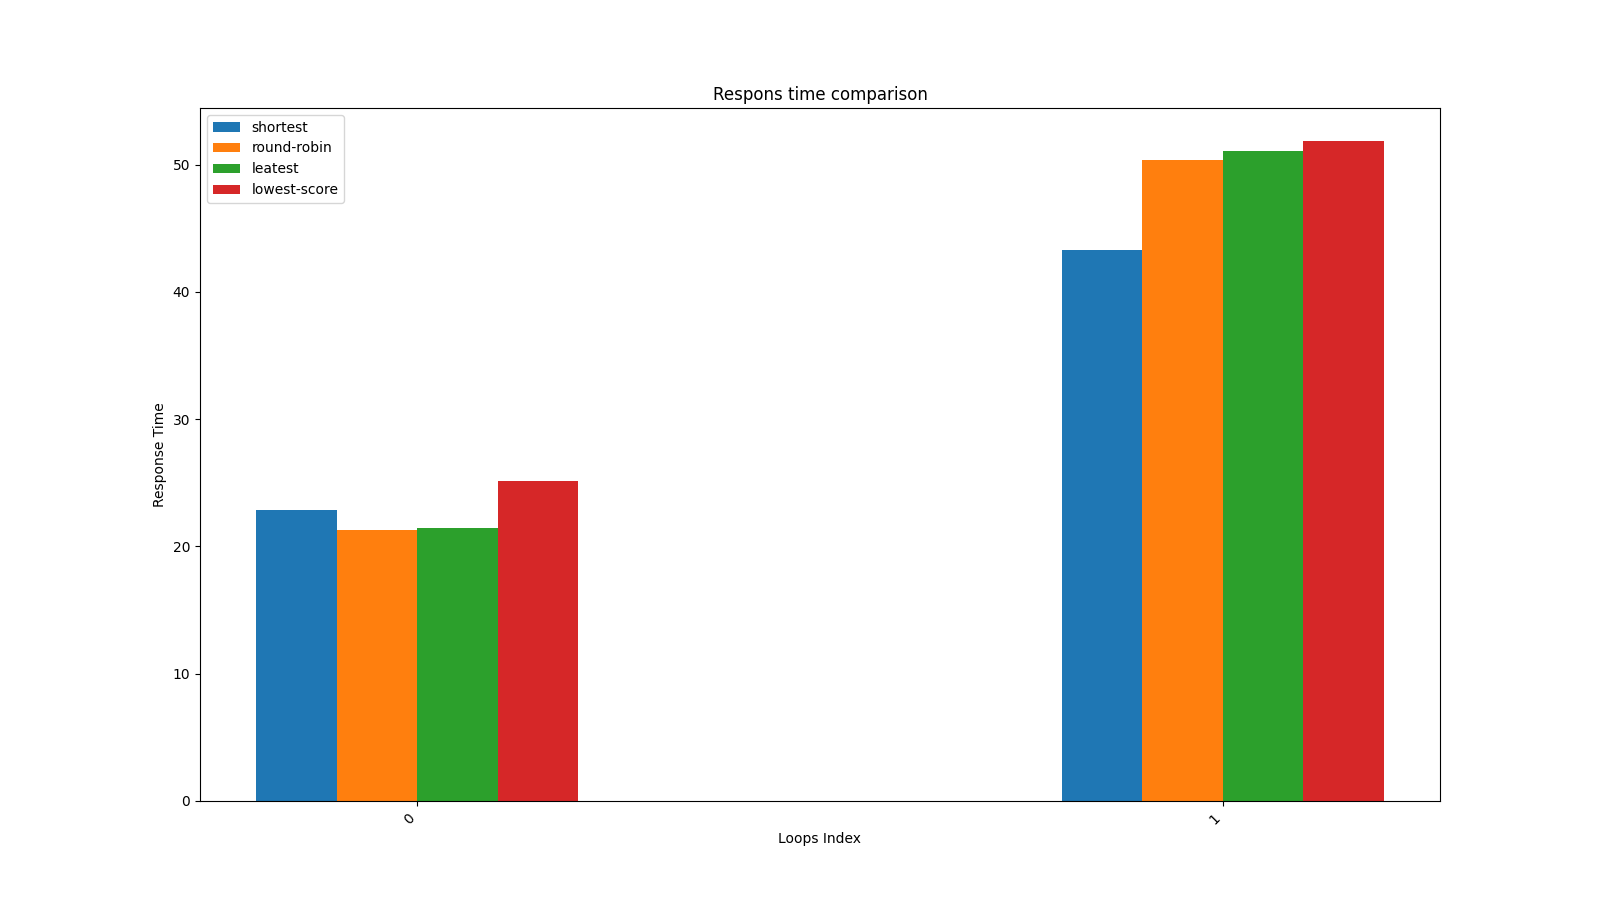 Respons time comparison
shortest
round-robin
leatest
lowest-score
50
40
30
20
10
0
Response Time
0
1
Loops Index